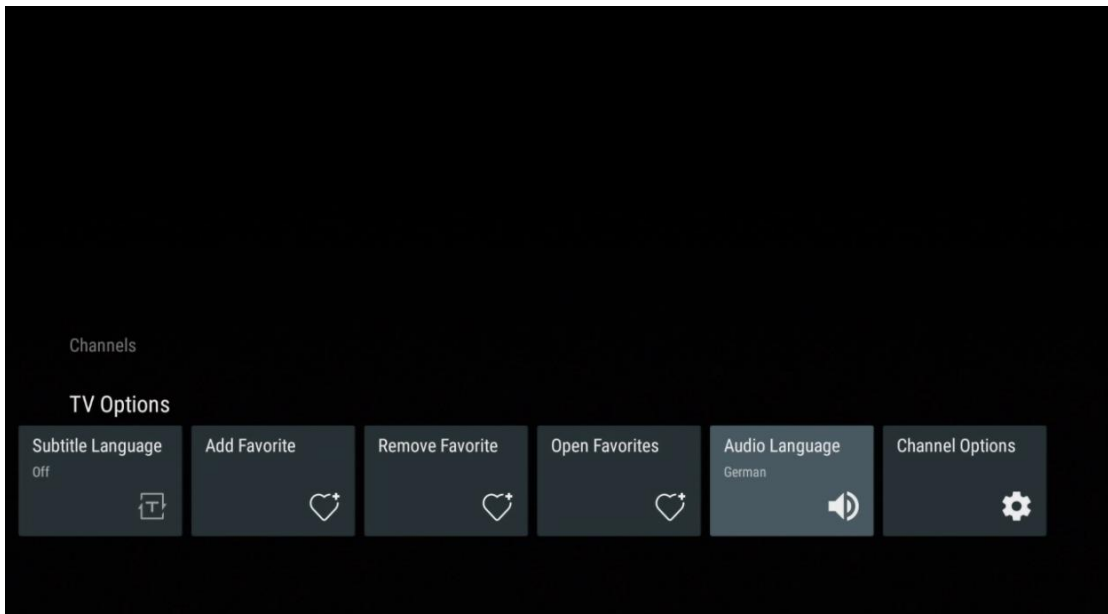 Channels
TV Options
Subtitle Language
Off
Add Favorite
Remove Favorite
Open Favorites
Audio Language
German
Channel Options